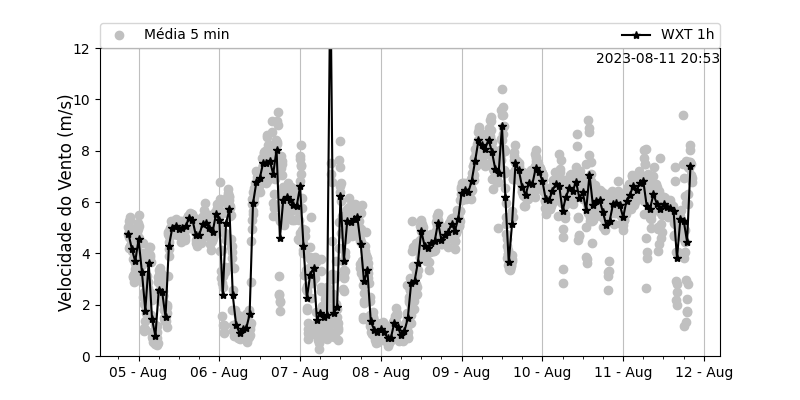 Média 5 min
WXT 1h
2023-08-11 20:53
Velocidade do Vento (m/s)
12
10
8
6
4
2
0
05 - Aug 06 - Aug 07 - Aug 08 - Aug 09 - Aug 10 - Aug 11 - Aug 12 - Aug